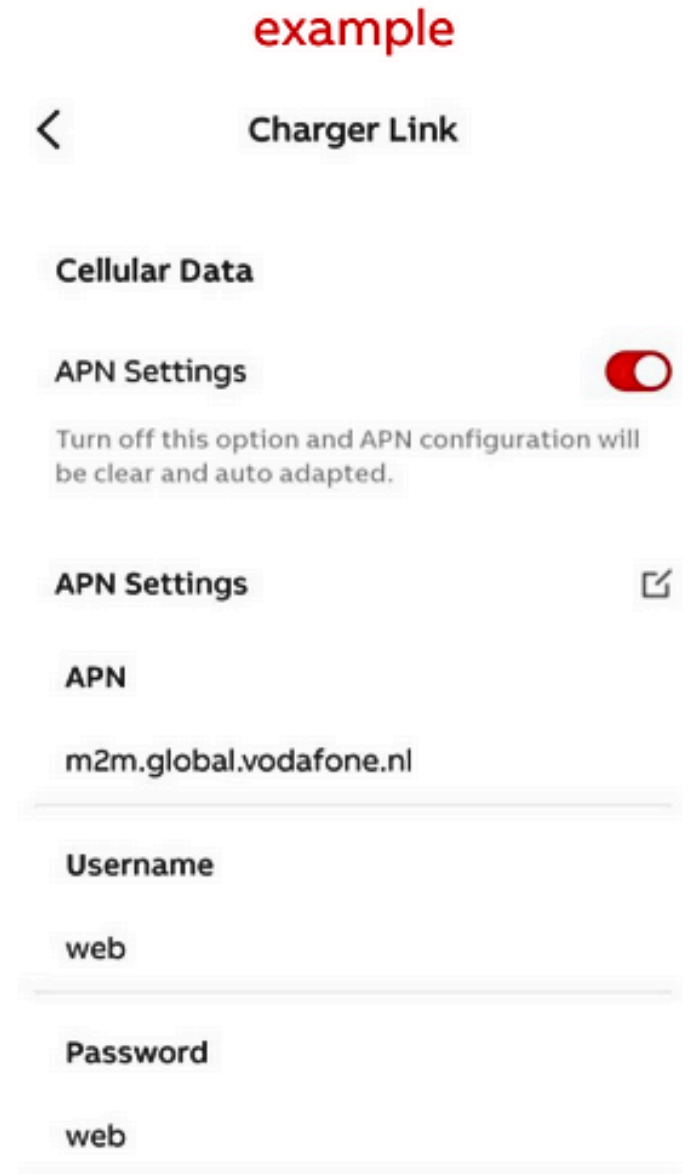 example
Charger Link
Cellular Data
APN Settings
Turn off this option and APN configuration will
be clear and auto adapted.
APN Settings
APN
m2m.global.vodafone.nl
Username
web
Password
web